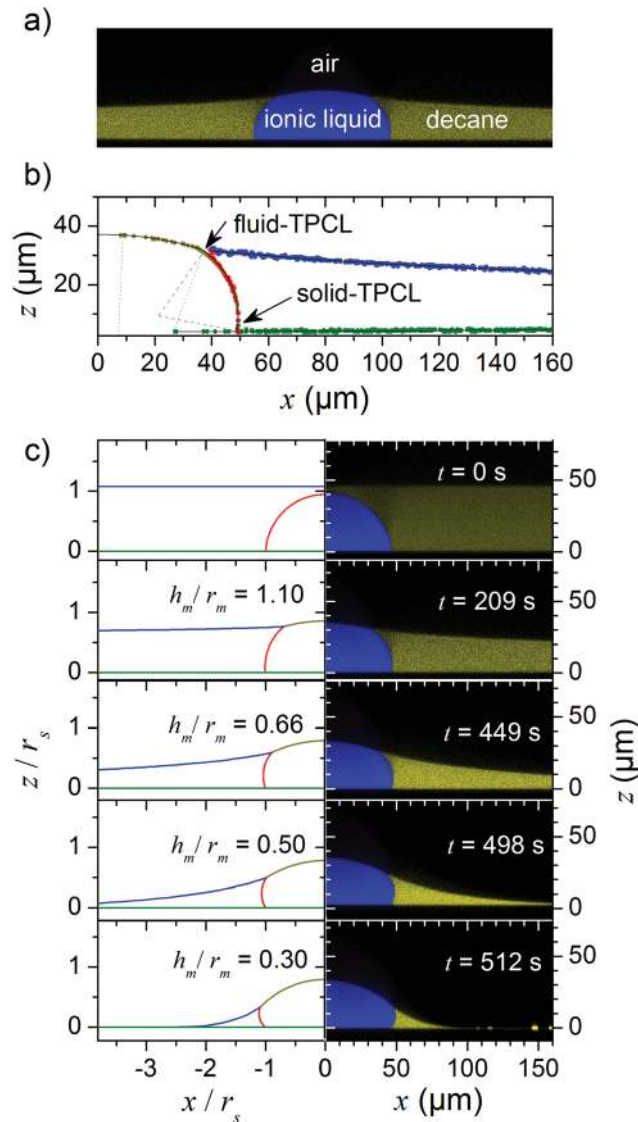 a)
air
ionic liquid decane
b)
40
20
z (µm)
fluid-TPCL
solid-TPCL
0 20 40 60 80 100 120 140 160
x (µm)
c)
1
0
t = 0 s
50
0
h_m/r_m = 1.10
1
0
t = 209 s
50
0
h_m/r_m = 0.66
1
0
t = 449 s
50
0
h_m/r_m = 0.50
1
0
t = 498 s
50
0
h_m/r_m = 0.30
1
0
t = 512 s
50
0
z/r_s
z (µm)
-3 -2 -1 0 50 100 150
x / r_s x (µm)